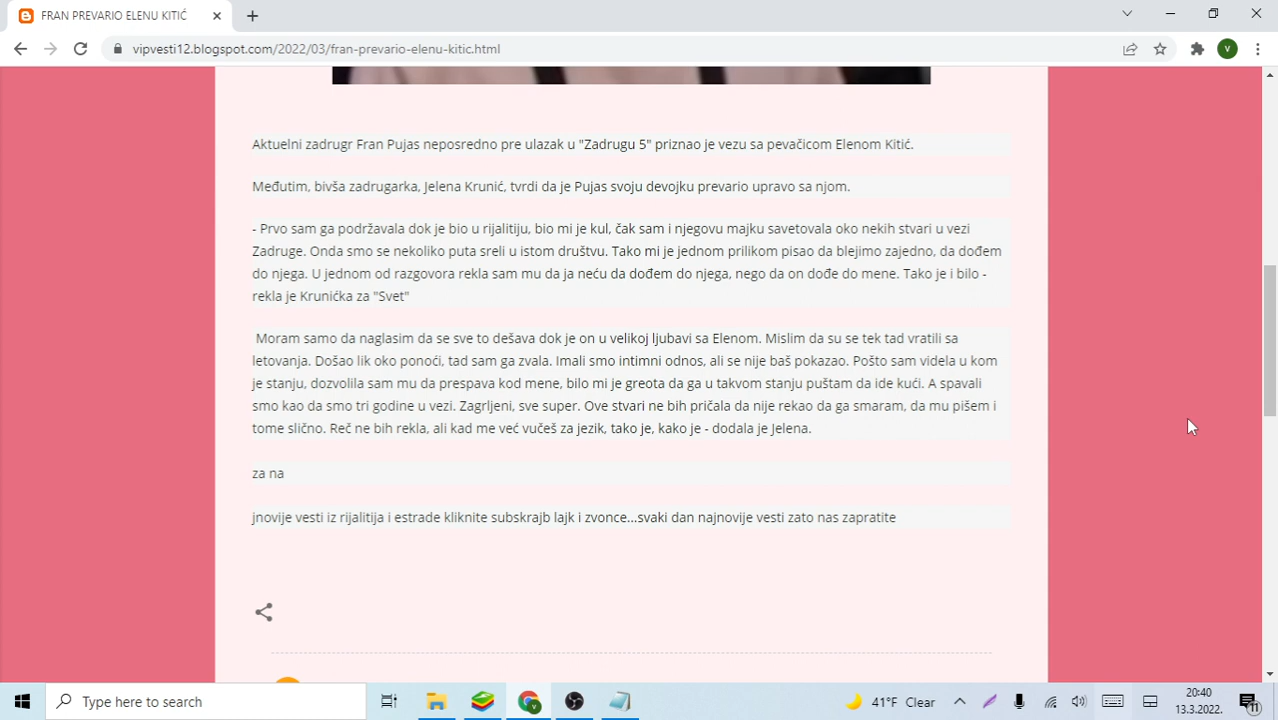 FRAN PREVARIO ELENU KITIĆ
vipvesti12.blogspot.com/2022/03/fran-prevario-elenu-kitic.html
V
Aktuelni zadrugr Fran Pujas neposredno pre ulazak u "Zadrugu 5" priznao je vezu sa pevačicom Elenom Kitić.
Međutim, bivša zadrugarka, Jelena Krunić, tvrdi da je Pujas svoju devojku prevario upravo sa njom.
- Prvo sam ga podržavala dok je bio u rijalitiju, bio mi je kul, čak sam i njegovu majku savetovala oko nekih stvari u vezi
Zadruge. Onda smo se nekoliko puta sreli u istom društvu. Tako mi je jednom prilikom pisao da blejimo zajedno, da dođem
do njega. U jednom od razgovora rekla sam mu da ja neću da dođem do njega, nego da on dođe do mene. Tako je i bilo -
rekla je Krunićka za "Svet"
Moram samo da naglasim da se sve to dešava dok je on u velikoj ljubavi sa Elenom. Mislim da su se tek tad vratili sa
letovanja. Došao lik oko ponoći, tad sam ga zvala. Imali smo intimni odnos, ali se nije baš pokazao. Pošto sam videla u kom
je stanju, dozvolila sam mu da prespava kod mene, bilo mi je greota da ga u takvom stanju puštam da ide kući. A spavali
smo kao da smo tri godine u vezi. Zagrljeni, sve super. Ove stvari ne bih pričala da nije rekao da ga smaram, da mu pišem i
tome slično. Reč ne bih rekla, ali kad me već vučeš za jezik, tako je, kako je - dodala je Jelena.
za na
jnovije vesti iz rijalitija i estrade kliknite subskrajb lajk i zvonce...svaki dan najnovije vesti zato nas zapratite
Type here to search
41°F Clear
20:40
13.3.2022.
11